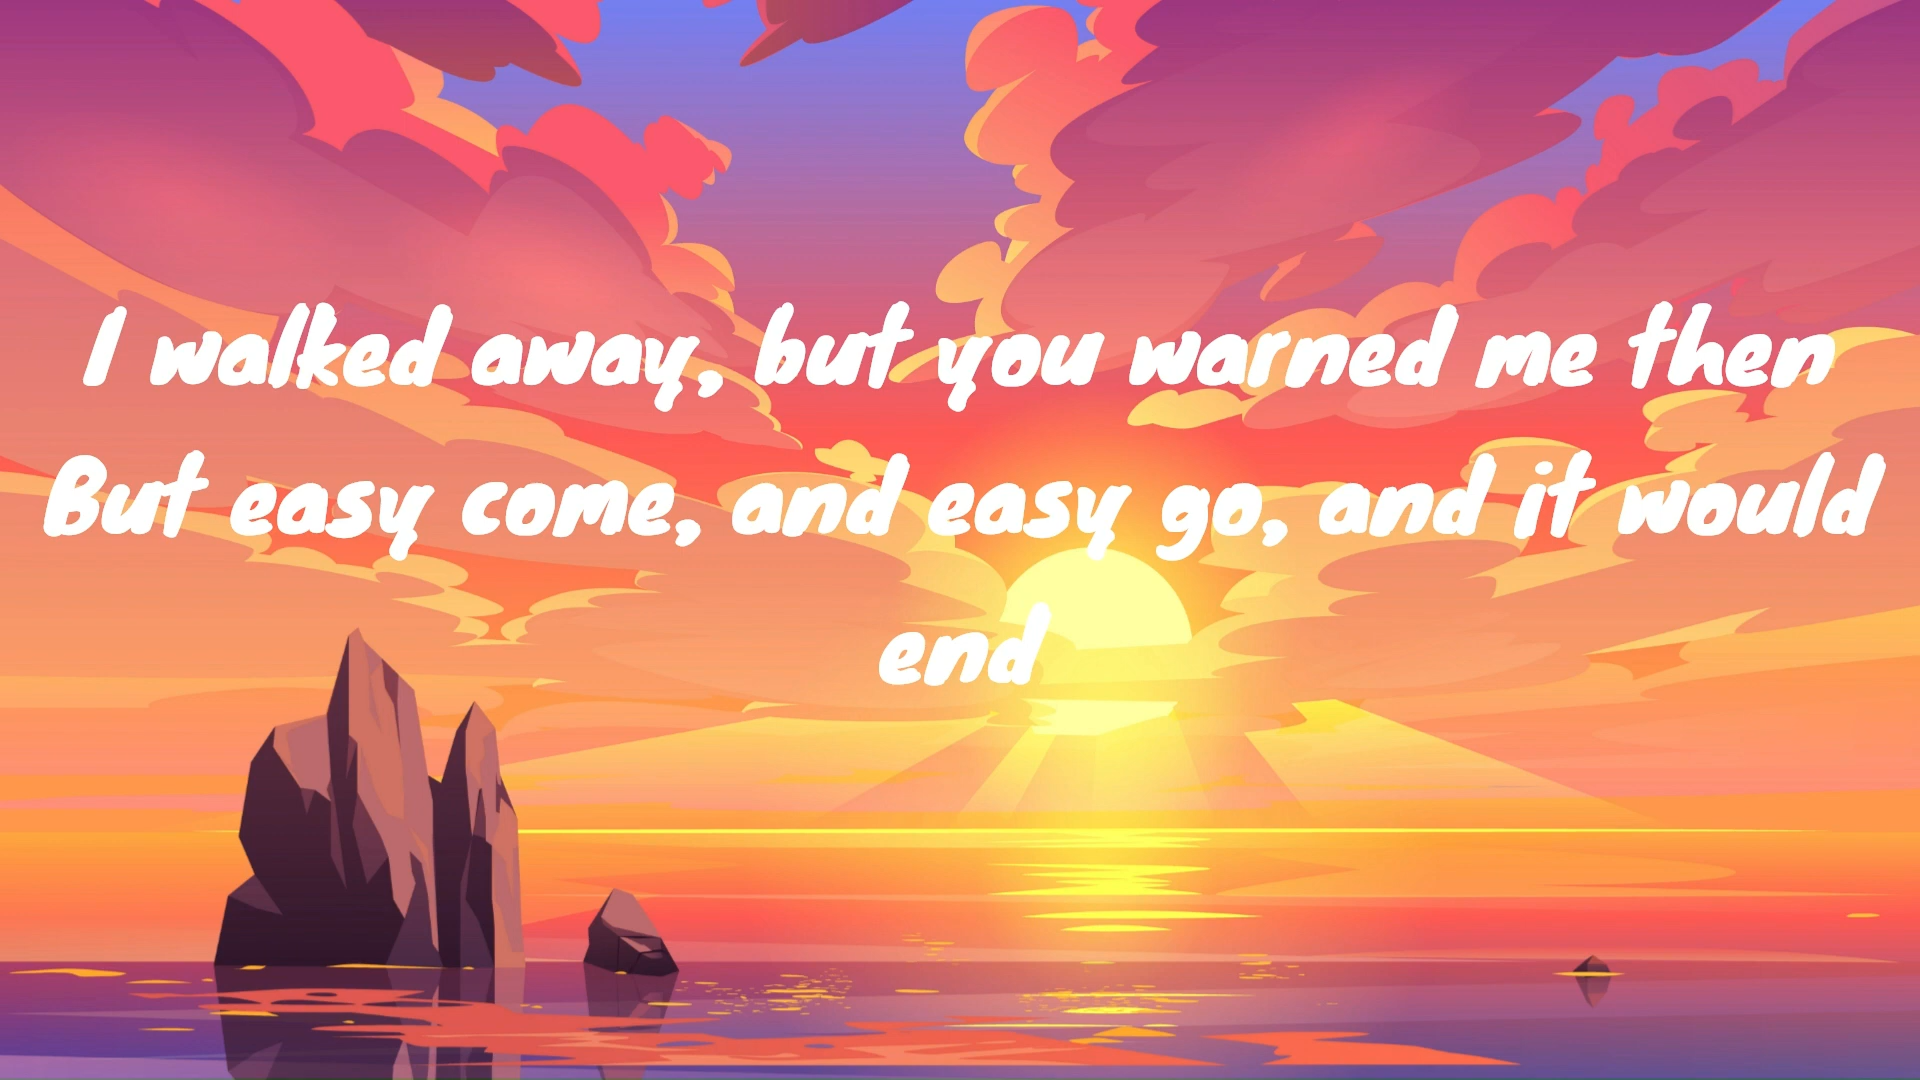 I walked away, but you warned me then
But easy come, and easy go, and it would
end